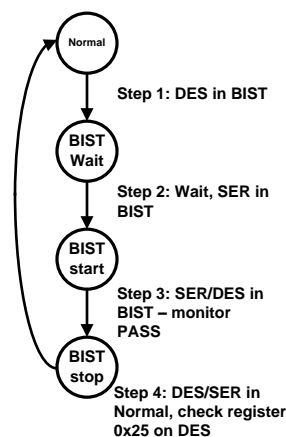 Normal
Step 1: DES in BIST
BIST
Wait
Step 2: Wait, SER in
BIST
BIST
start
Step 3: SER/DES in
BIST – monitor
PASS
BIST
stop
Step 4: DES/SER in
Normal, check register
0x25 on DES